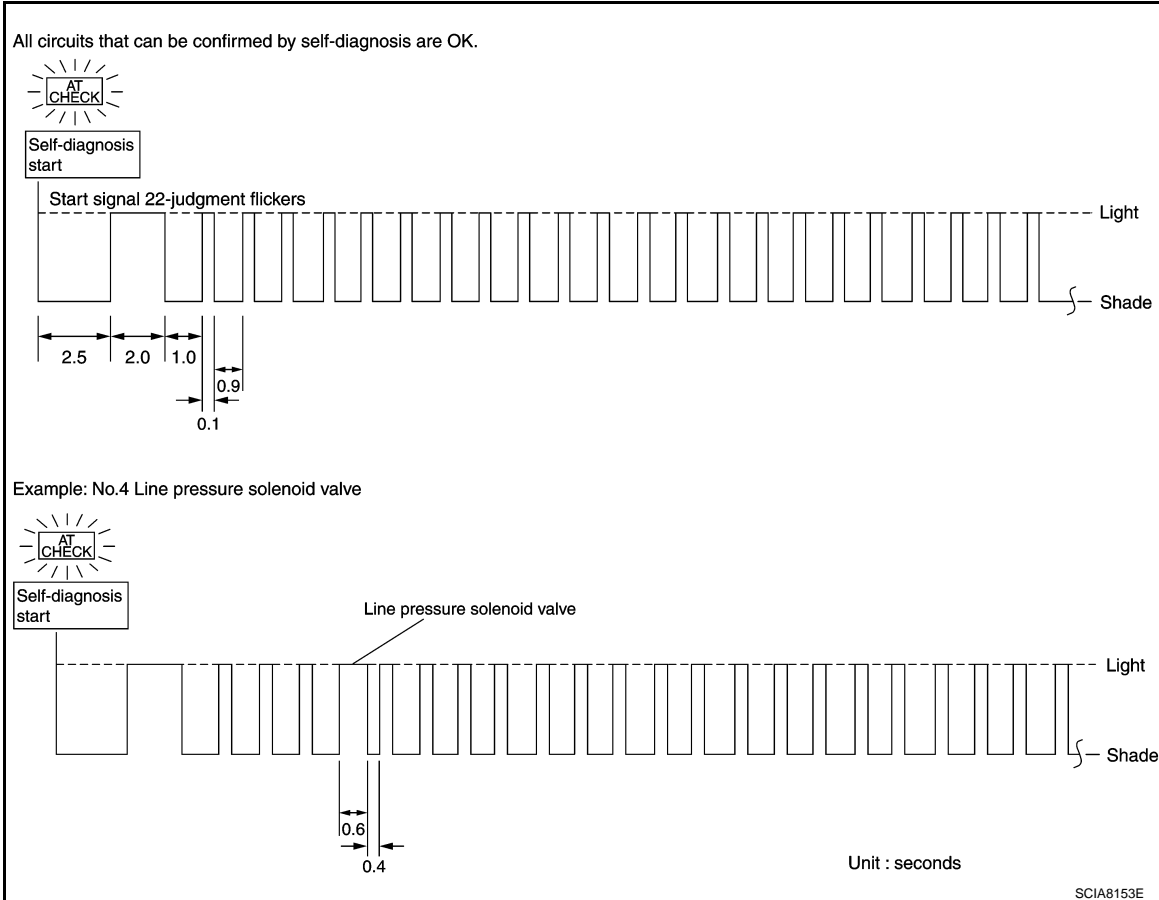 All circuits that can be confirmed by self-diagnosis are OK.
AT
CHECK
Self-diagnosis
start
Start signal 22-judgment flickers
Light
Shade
2.5
2.0
1.0
0.9
0.1
Example: No.4 Line pressure solenoid valve
AT
CHECK
Self-diagnosis
start
Line pressure solenoid valve
Light
Shade
0.6
0.4
Unit : seconds
SCIA8153E